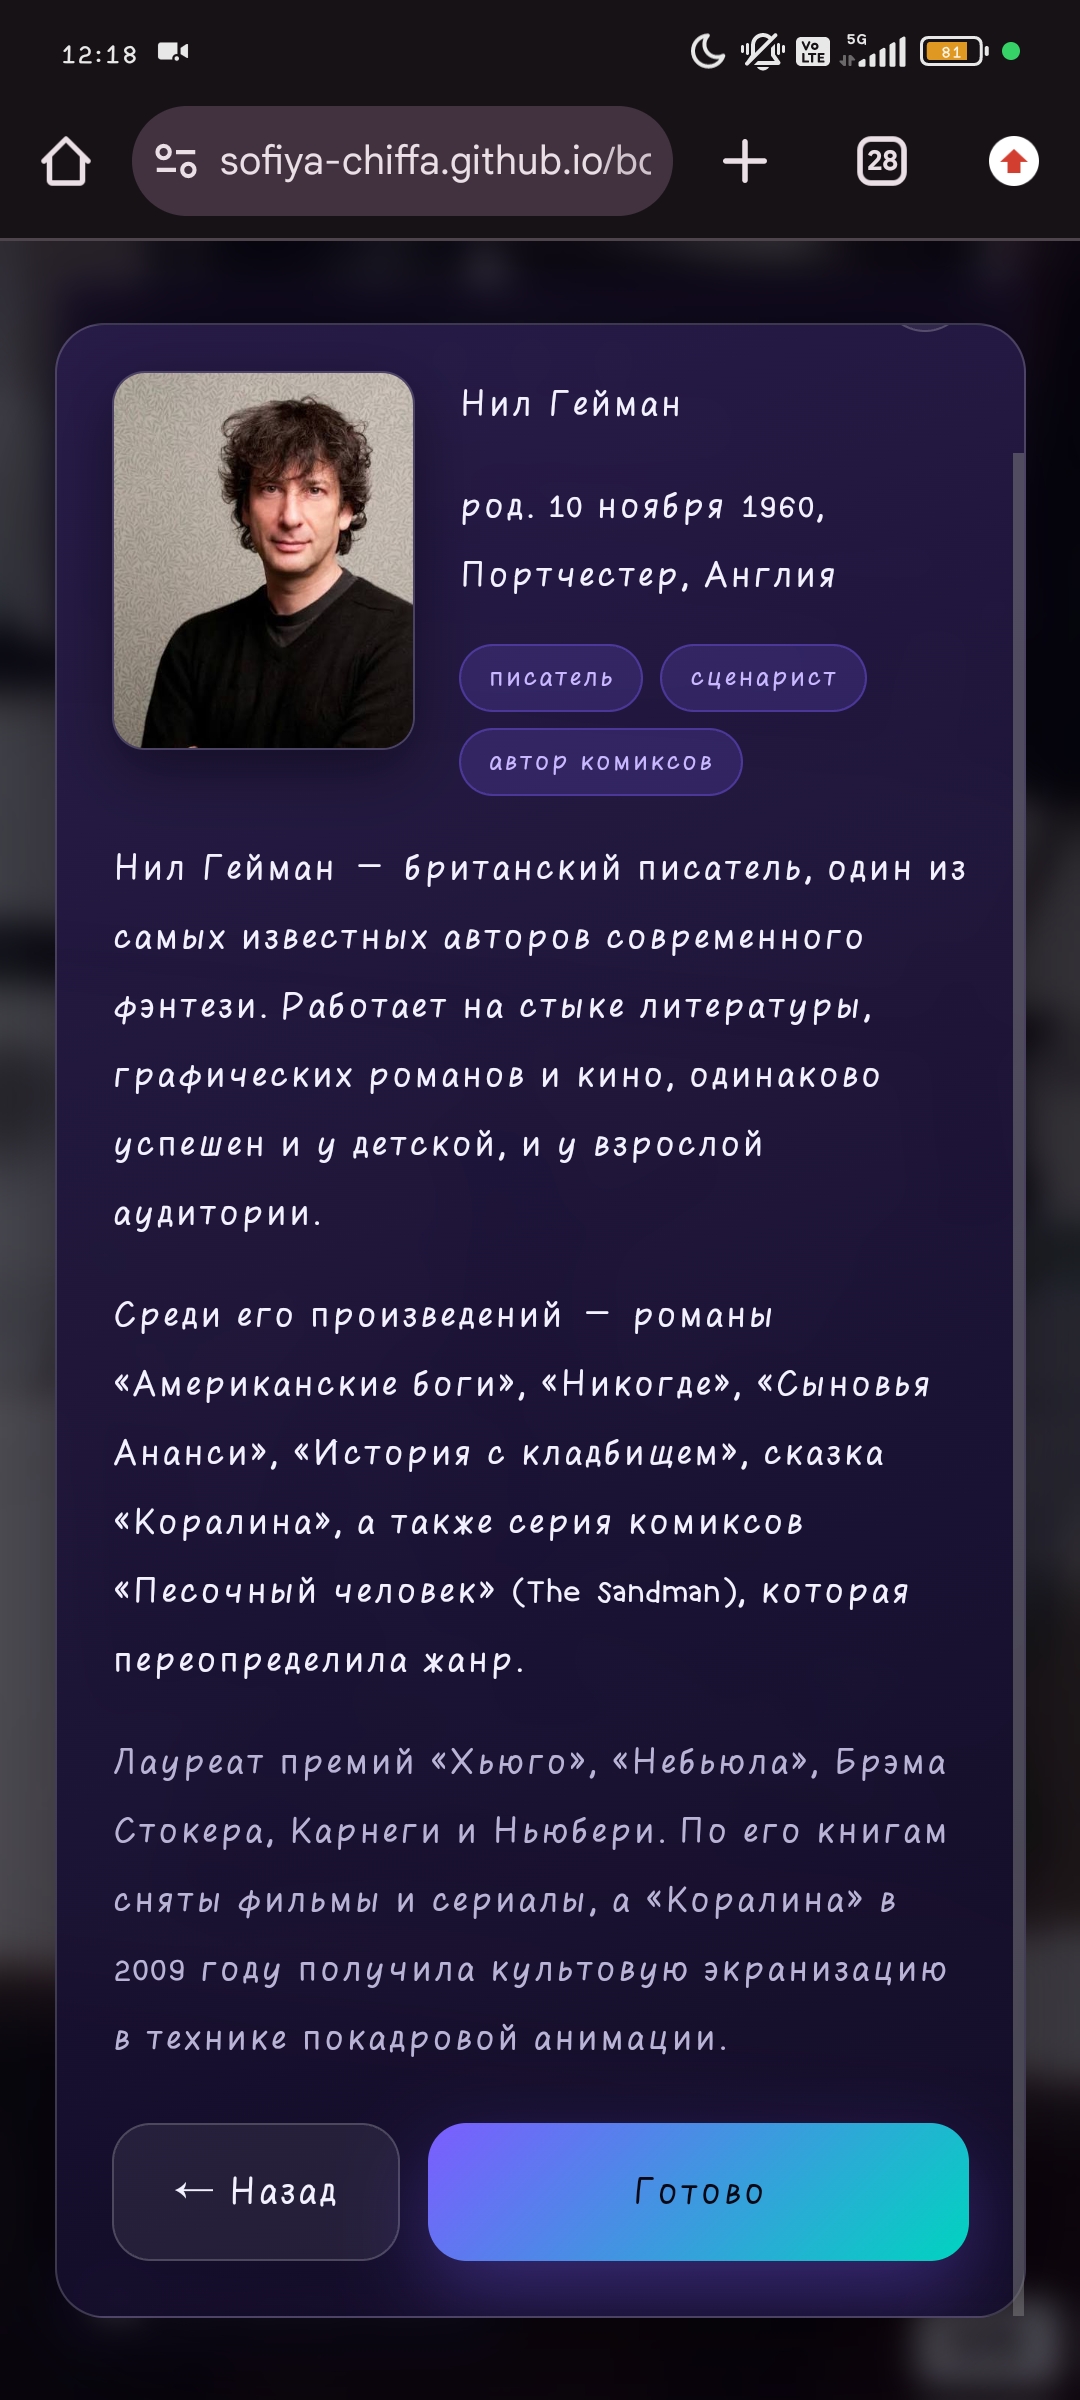 12:18
Vo LTE
5G
81
sofiya-chiffa.github.io/bo
28
Нил Гейман
род. 10 ноября 1960,
Портчестер, Англия
писатель
сценарист
автор комиксов
Нил Гейман — британский писатель, один из
самых известных авторов современного
фэнтези. Работает на стыке литературы,
графических романов и кино, одинаково
успешен и у детской, и у взрослой
аудитории.
Среди его произведений — романы
«Американские боги», «Никогде», «Сыновья
Ананси», «История с кладбищем», сказка
«Коралина», а также серия комиксов
«Песочный человек» (The Sandman), которая
переопределила жанр.
Лауреат премий «Хьюго», «Небьюла», Брэма
Стокера, Карнеги и Ньюбери. По его книгам
сняты фильмы и сериалы, а «Коралина» в
2009 году получила культовую экранизацию
в технике покадровой анимации.
← Назад
Готово